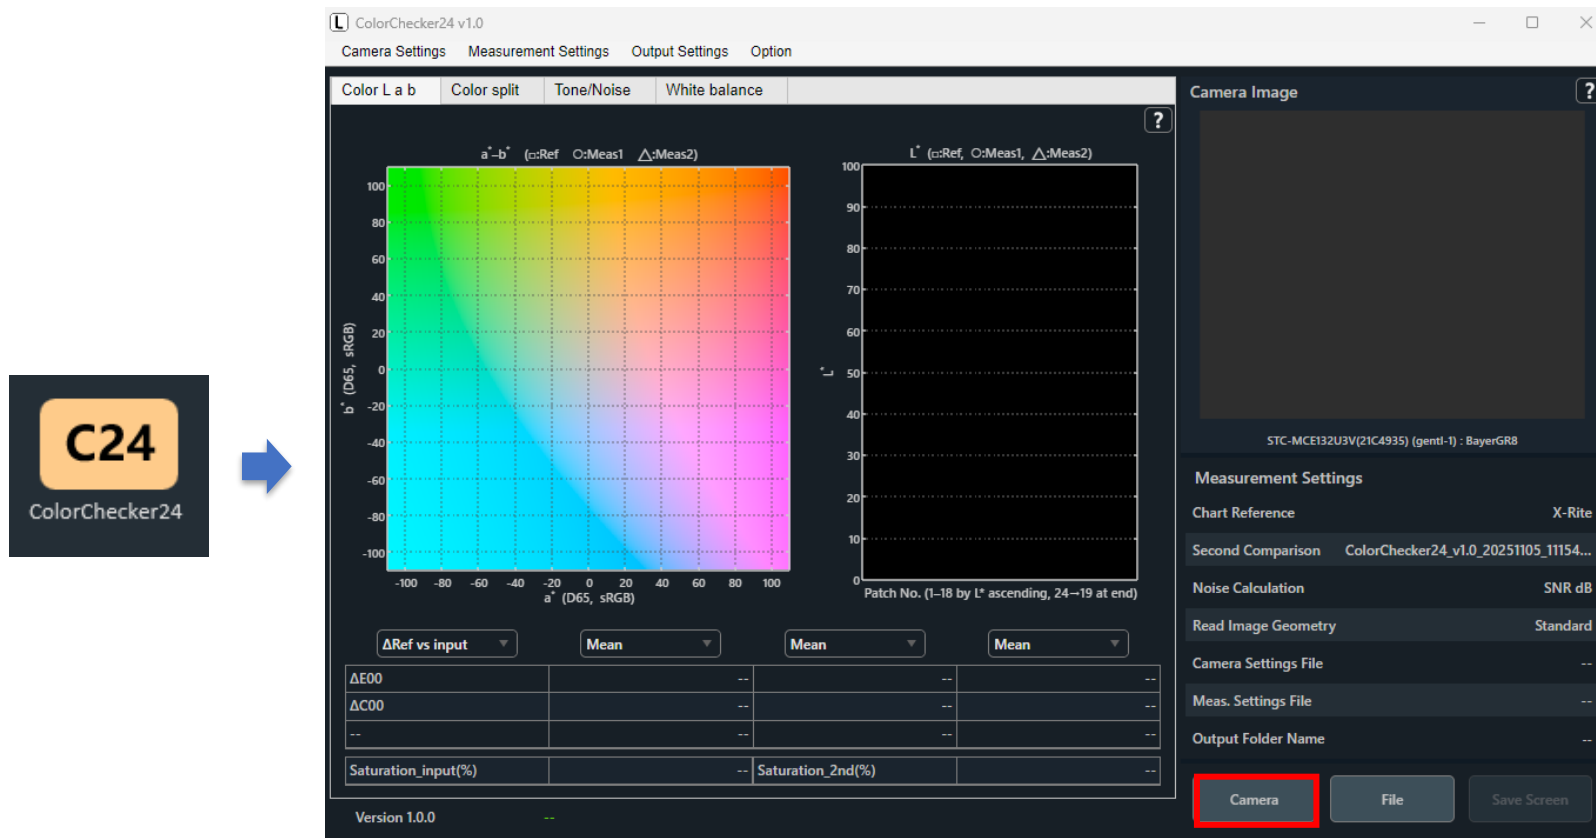 C24
ColorChecker24
L ColorChecker24 v1.0
Camera Settings Measurement Settings Output Settings Option
Color L a b Color split Tone/Noise White balance
?
a*–b* (□:Ref ○:Meas1 △:Meas2)
100
80
60
40
20
0
-20
-40
-60
-80
-100
b* (D65, sRGB)
-100 -80 -60 -40 -20 0 20 40 60 80 100
a* (D65, sRGB)
L* (□:Ref, ○:Meas1, △:Meas2)
100
90
80
70
60
50
40
30
20
10
0
L*
Patch No. (1–18 by L* ascending, 24→19 at end)
ΔRef vs input Mean Mean Mean
ΔE00 -- -- --
ΔC00 -- -- --
-- -- -- --
Saturation_input(%) -- Saturation_2nd(%) --
Version 1.0.0 --
Camera Image ?
STC-MCE132U3V(21C4935) (gentl-1) : BayerGR8
Measurement Settings
Chart Reference X-Rite
Second Comparison ColorChecker24_v1.0_20251105_11154...
Noise Calculation SNR dB
Read Image Geometry Standard
Camera Settings File --
Meas. Settings File --
Output Folder Name --
Camera File Save Screen